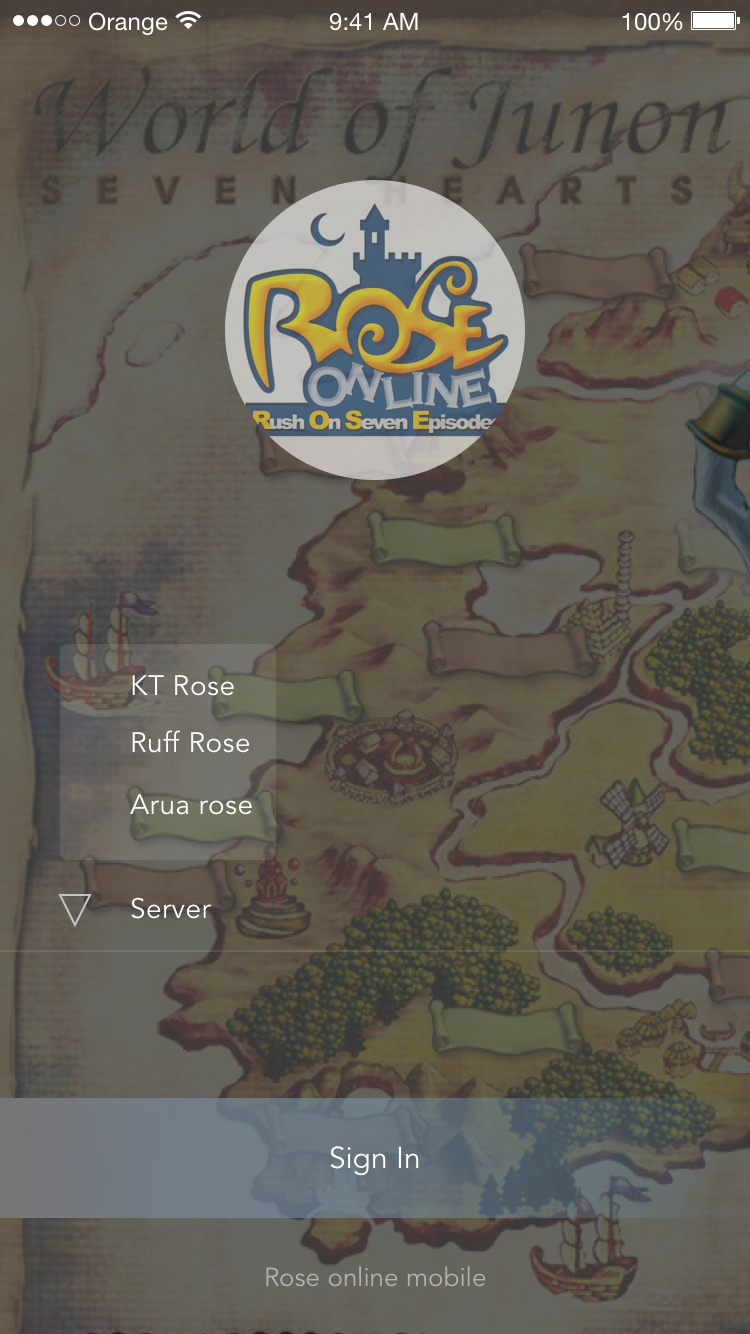 Orange 9:41 AM 100%
World of Junon
SEVEN HEARTS
ROSE
ONLINE
Rush On Seven Episodes
KT Rose
Ruff Rose
Arua rose
Server
Sign In
Rose online mobile